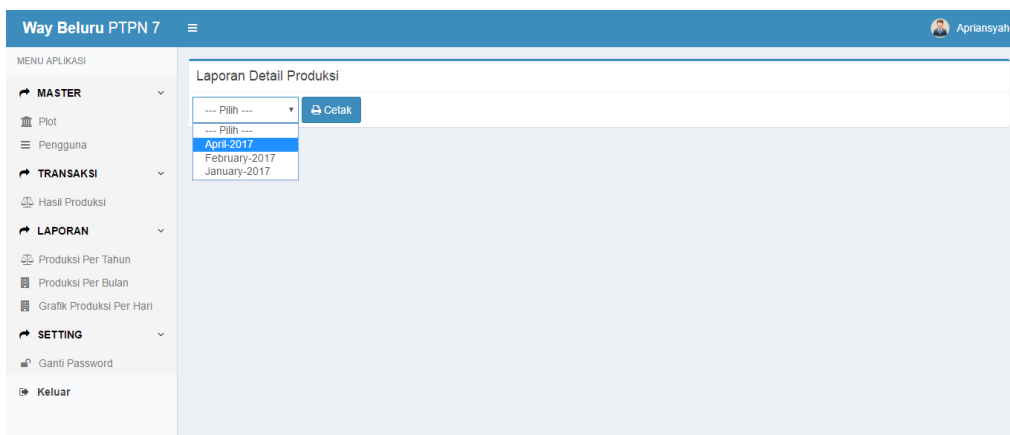 Way Beluru PTPN 7
Apriansyah
MENU APLIKASI
MASTER
Plot
Pengguna
TRANSAKSI
Hasil Produksi
LAPORAN
Produksi Per Tahun
Produksi Per Bulan
Grafik Produksi Per Hari
SETTING
Ganti Password
Keluar
Laporan Detail Produksi
--- Pilih ---
Cetak
--- Pilih ---
April-2017
February-2017
January-2017